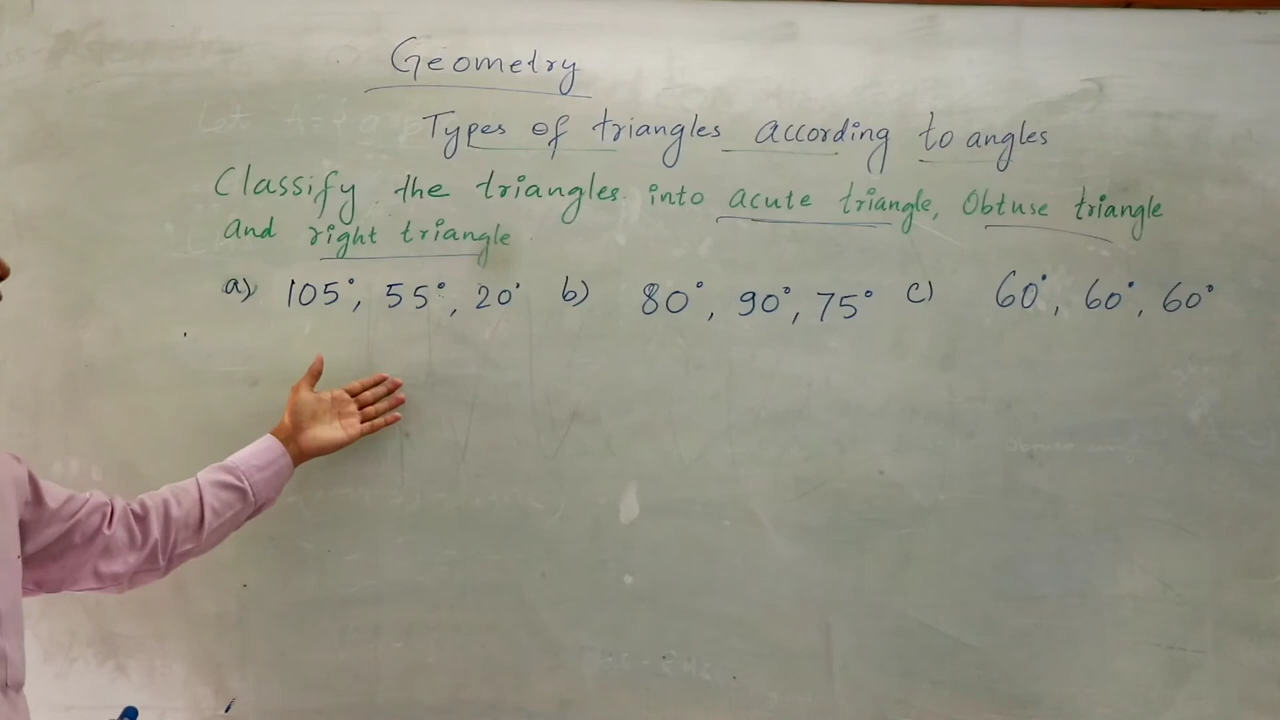 Geometry
Types of triangles according to angles
Classify the triangles into acute triangle, Obtuse triangle
and right triangle
a) 105°, 55°, 20° b) 80°, 90°, 75° c) 60°, 60°, 60°